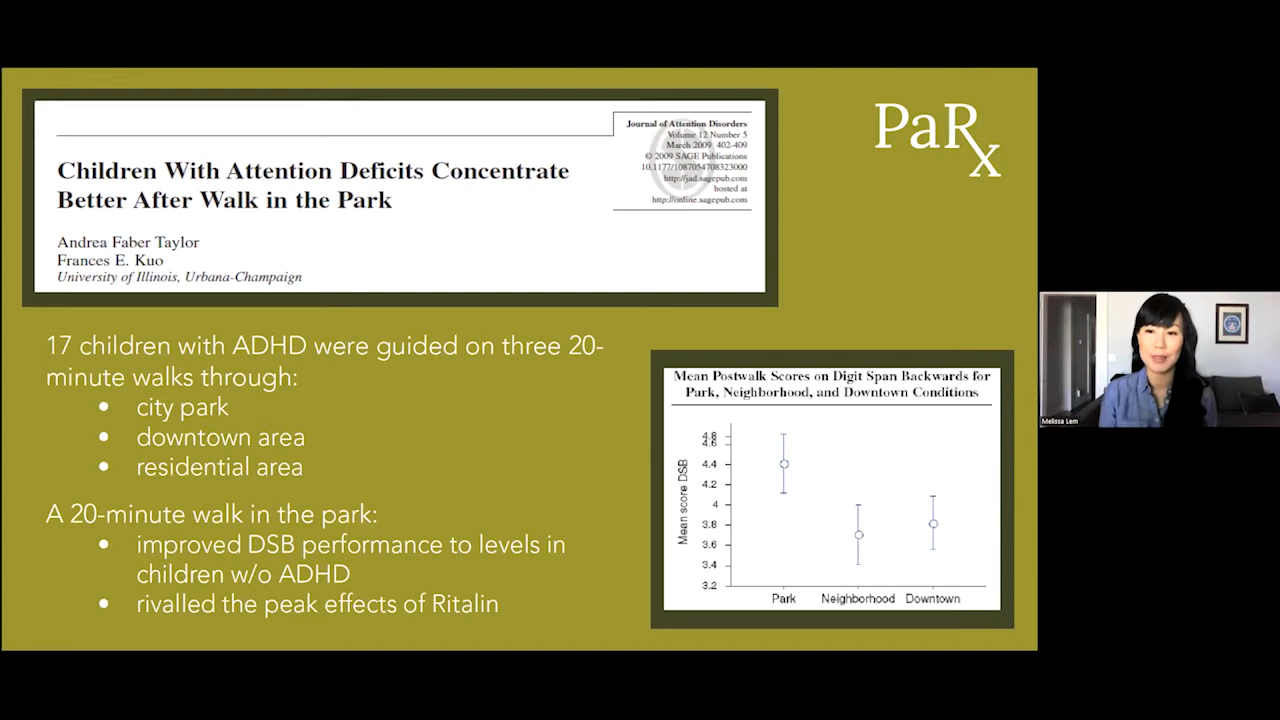 Journal of Attention Disorders
Volume 12 Number 5
March 2009 402-409
© 2009 SAGE Publications
10.1177/1087054708323000
http://jad.sagepub.com
hosted at
http://online.sagepub.com
Children With Attention Deficits Concentrate
Better After Walk in the Park
Andrea Faber Taylor
Frances E. Kuo
University of Illinois, Urbana-Champaign
PaRx
17 children with ADHD were guided on three 20-
minute walks through:
• city park
• downtown area
• residential area
A 20-minute walk in the park:
• improved DSB performance to levels in
children w/o ADHD
• rivalled the peak effects of Ritalin
Mean Postwalk Scores on Digit Span Backwards for
Park, Neighborhood, and Downtown Conditions
Mean score DSB
4.8
4.6
4.4
4.2
4
3.8
3.6
3.4
3.2
Park Neighborhood Downtown
Melissa Lem